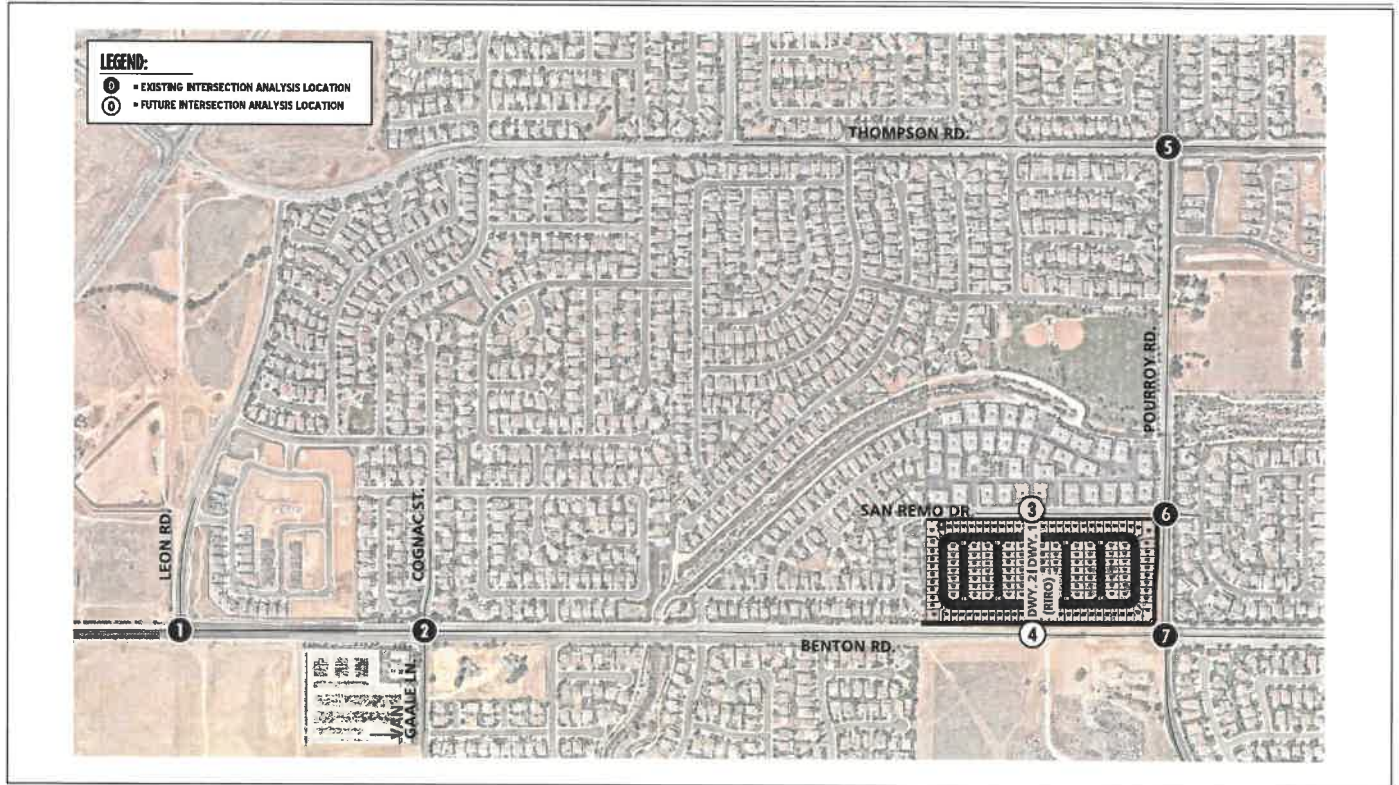 LEGEND:
0 = EXISTING INTERSECTION ANALYSIS LOCATION
0 = FUTURE INTERSECTION ANALYSIS LOCATION
THOMPSON RD.
5
POURROY RD.
SAN REMO DR.
3
6
DWY. 1
DWY. 2
(RIRO)
LEON RD.
COGNAC ST.
1
2
4
7
BENTON RD.
VAN
GAALE LN.